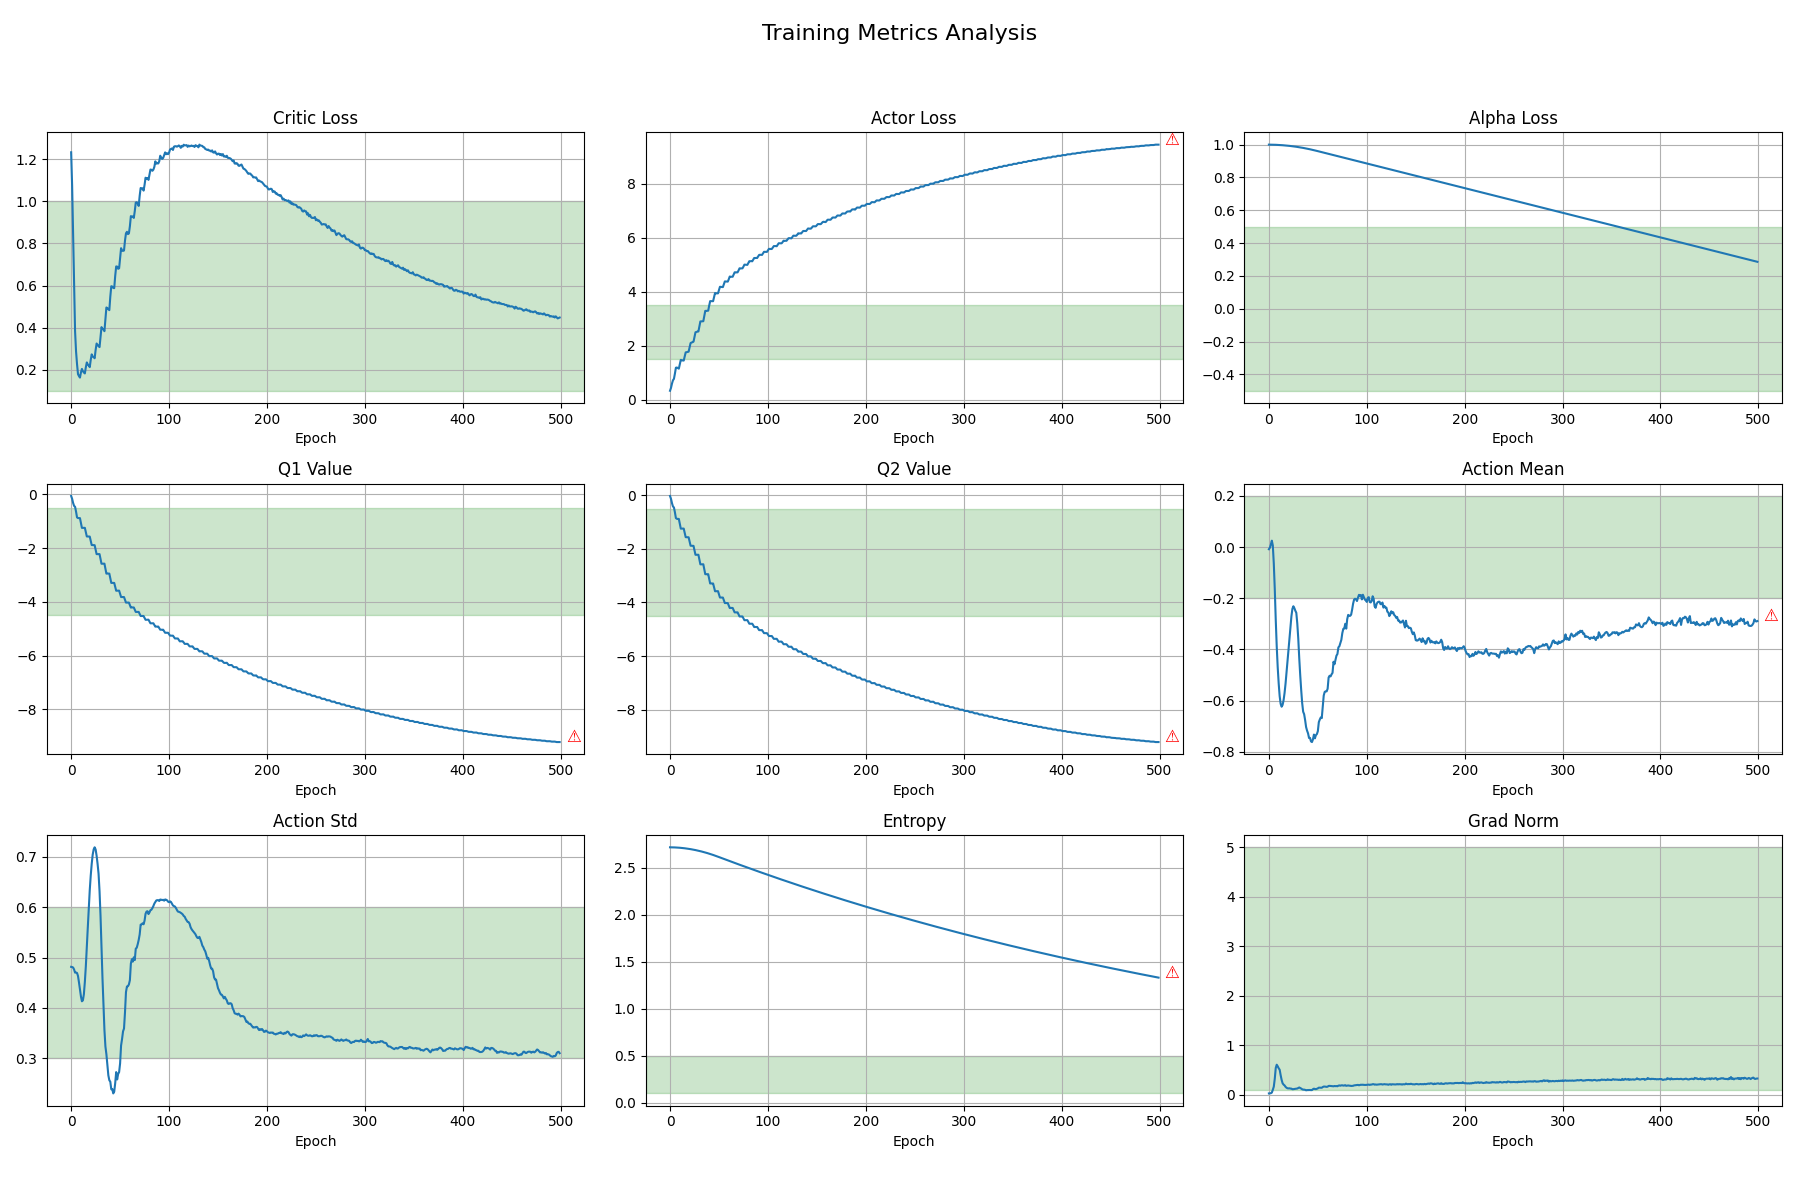 Training Metrics Analysis
Critic Loss
1.2
1.0
0.8
0.6
0.4
0.2
0 100 200 300 400 500
Epoch
Actor Loss
8
6
4
2
0
0 100 200 300 400 500
Epoch
Alpha Loss
1.0
0.8
0.6
0.4
0.2
0.0
−0.2
−0.4
0 100 200 300 400 500
Epoch
Q1 Value
0
−2
−4
−6
−8
0 100 200 300 400 500
Epoch
Q2 Value
0
−2
−4
−6
−8
0 100 200 300 400 500
Epoch
Action Mean
0.2
0.0
−0.2
−0.4
−0.6
−0.8
0 100 200 300 400 500
Epoch
Action Std
0.7
0.6
0.5
0.4
0.3
0 100 200 300 400 500
Epoch
Entropy
2.5
2.0
1.5
1.0
0.5
0.0
0 100 200 300 400 500
Epoch
Grad Norm
5
4
3
2
1
0
0 100 200 300 400 500
Epoch